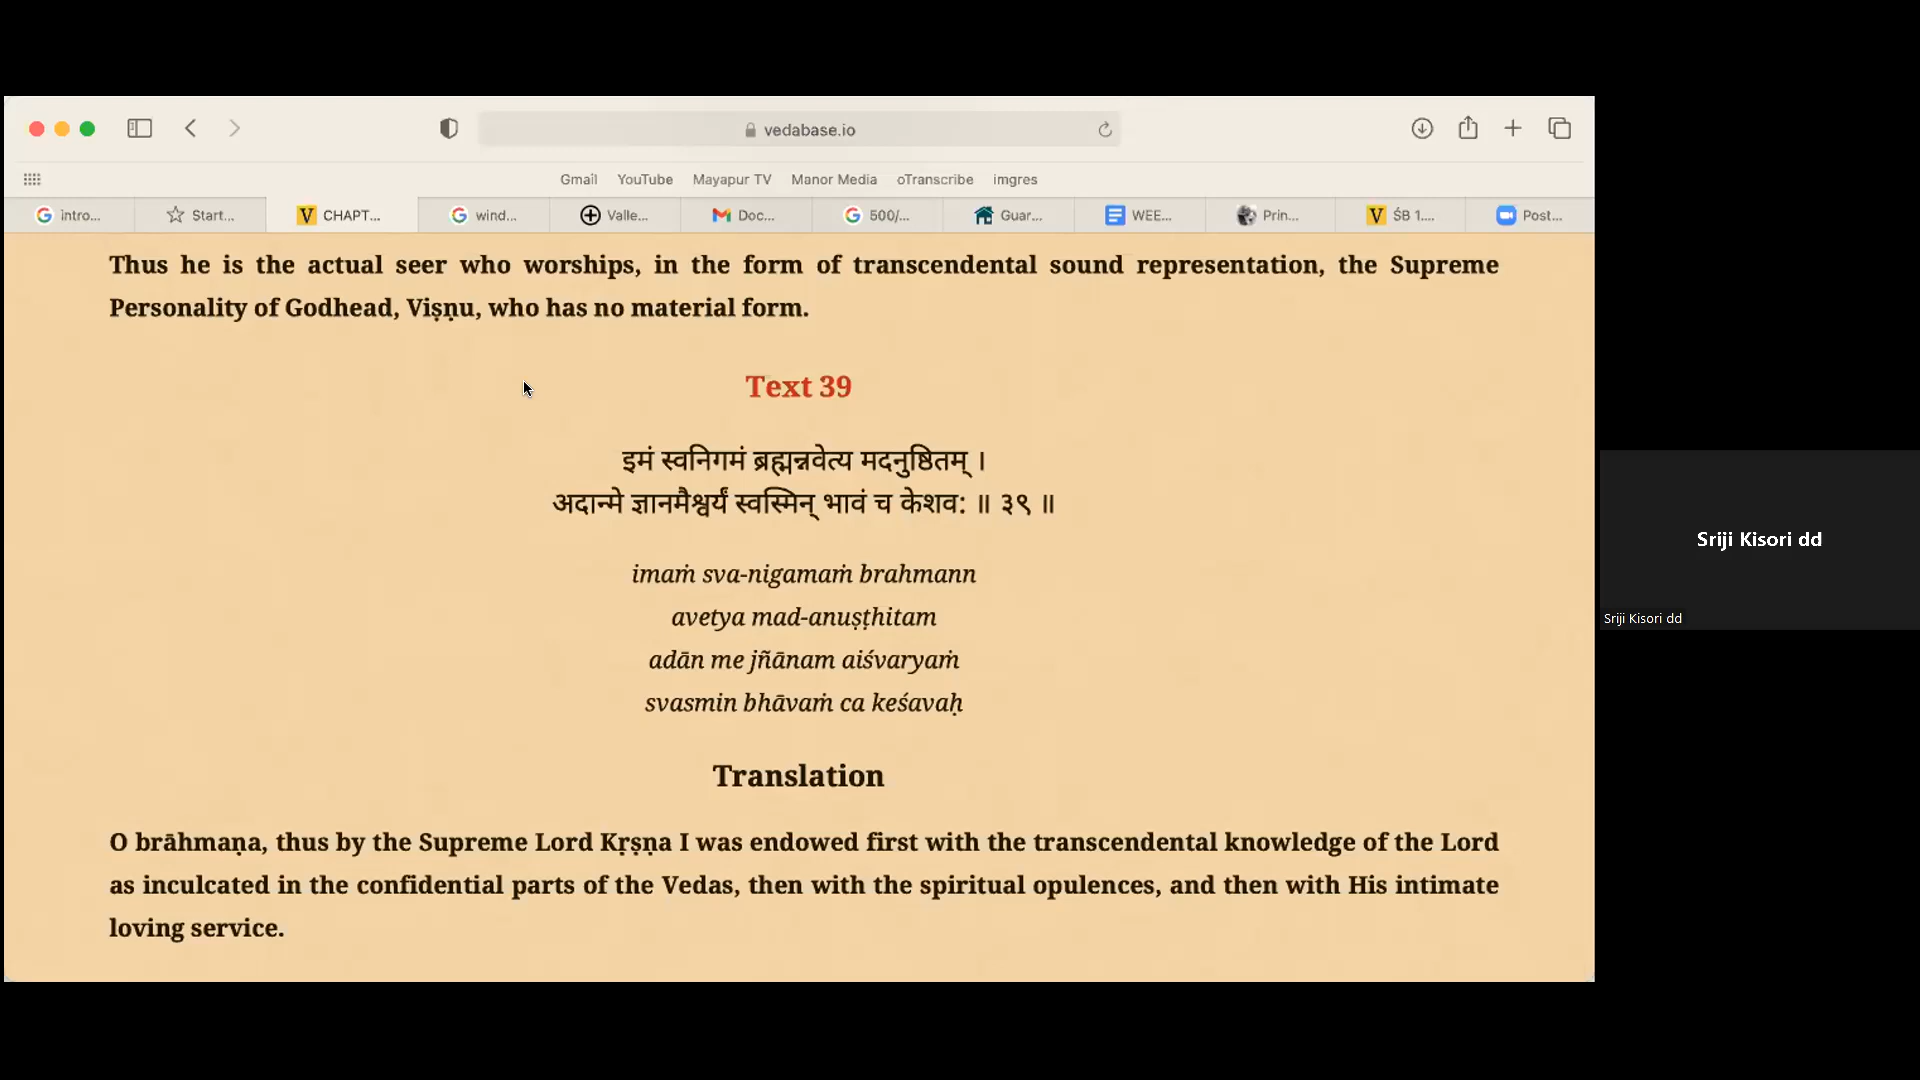 vedabase.io
Gmail YouTube Mayapur TV Manor Media oTranscribe imgres
intro... Start... CHAPT... wind... Valle... Doc... 500/... Guar... WEE... Prin... ŚB 1.... Post...
Thus he is the actual seer who worships, in the form of transcendental sound representation, the Supreme
Personality of Godhead, Viṣṇu, who has no material form.
Text 39
इमं स्वनिगमं ब्रह्मन्नवेत्य मदनुष्ठितम् ।
अदान्मे ज्ञानमैश्वर्यं स्वस्मिन् भावं च केशव: ॥ ३९ ॥
imaṁ sva-nigamaṁ brahmann
avetya mad-anuṣṭhitam
adān me jñānam aiśvaryaṁ
svasmin bhāvaṁ ca keśavaḥ
Translation
O brāhmaṇa, thus by the Supreme Lord Kṛṣṇa I was endowed first with the transcendental knowledge of the Lord
as inculcated in the confidential parts of the Vedas, then with the spiritual opulences, and then with His intimate
loving service.
Sriji Kisori dd
Sriji Kisori dd